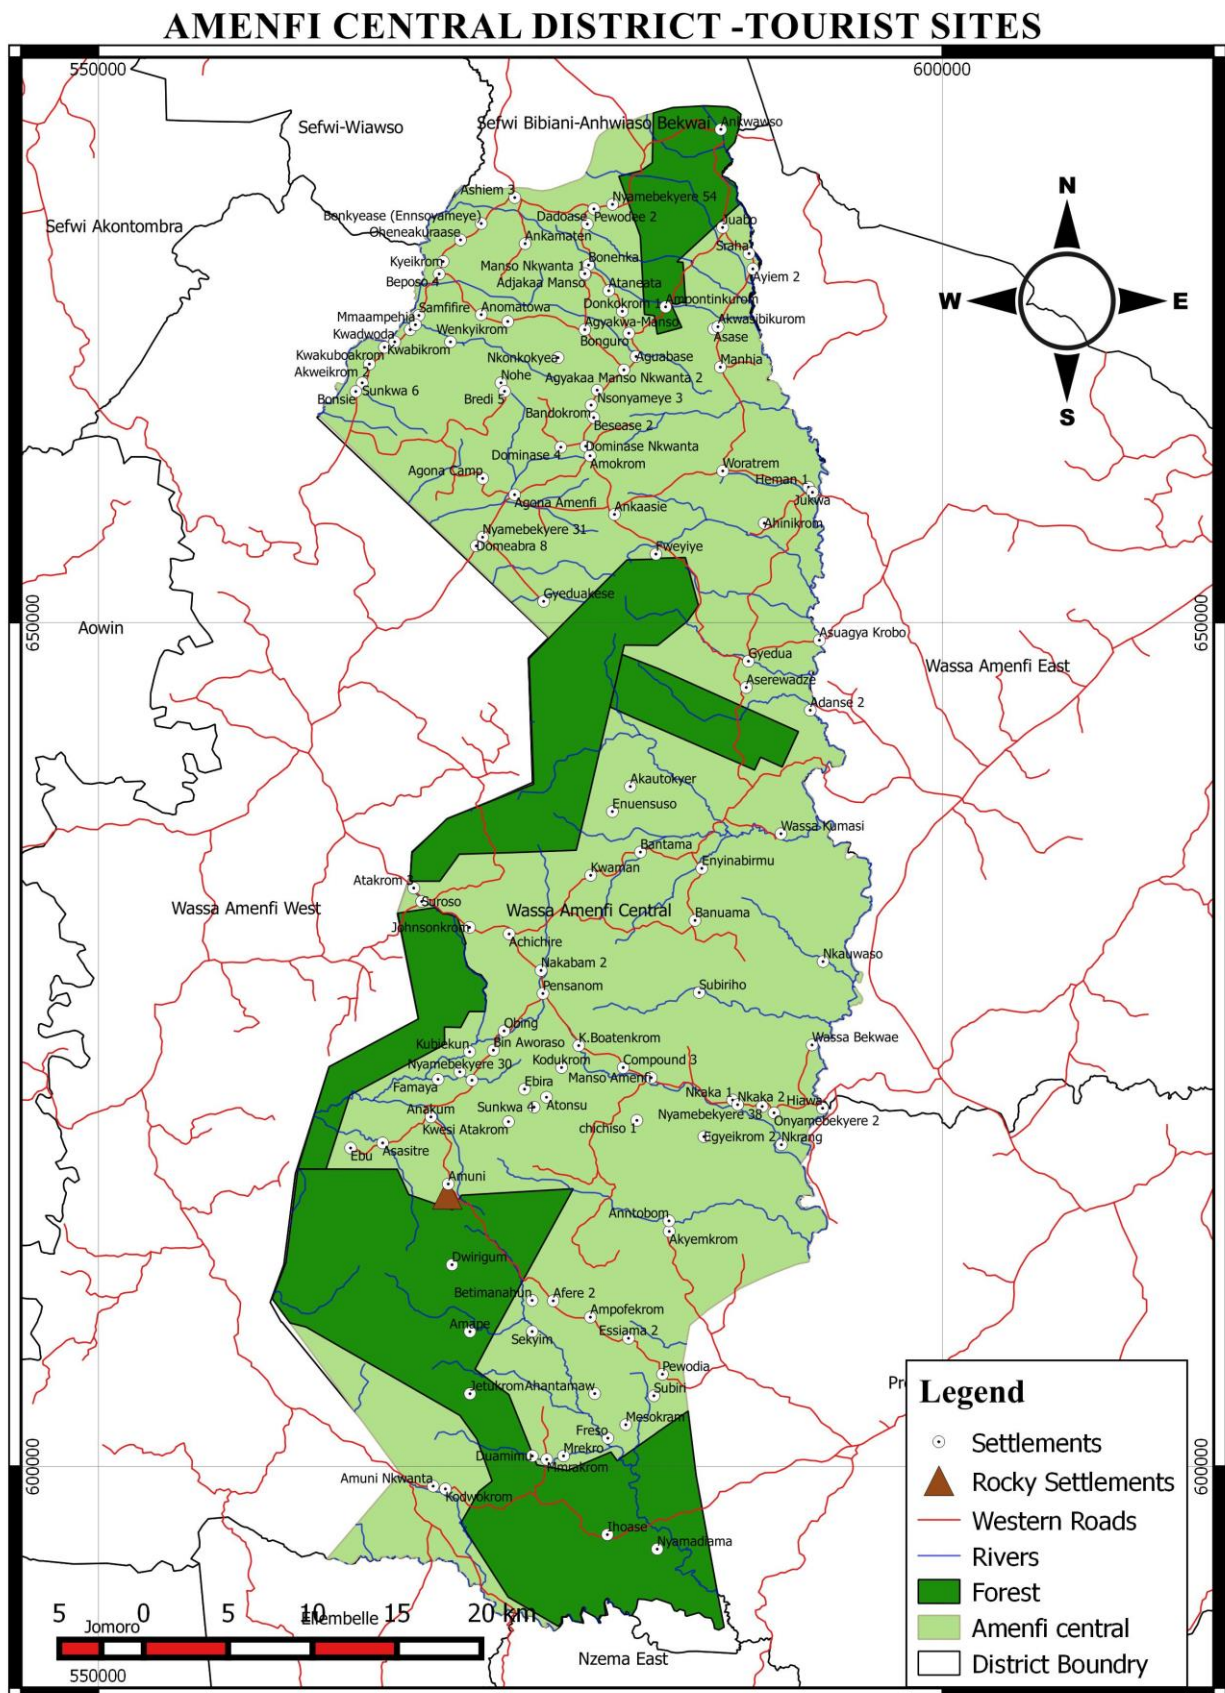 AMENFI CENTRAL DISTRICT -TOURIST SITES
550000
600000
Sefwi-Wiawso
Sefwi Bibiani-Anhwiaso Bekwai
Ankwawso
N
Ashiem 3
Nyamebekyere 54
Sefwi Akontombra
Bonkyease (Ennsoyameye)
Dadoase
Pewodee 2
Juabo
Oheneakuraase
Ankamaten
Sraha
Kyeikrom
Manso Nkwanta 1
Bonenka
Ayiem 2
Beposo 4
Adjakaa Manso
Ataneata
W
E
Donkokrom 1
Ampontinkurom
Mmaampehia
Samfifire
Anomatowa
Agyakwa-Manso
Akwasibikurom
Kwadwoda
Wenkyikrom
Bonguro
Asase
Kwakuboakrom
Kwabikrom
Nkonkokyea
Aguabase
Manhia
Akweikrom 2
Nohe
Agyakaa Manso Nkwanta 2
Bonsie
Sunkwa 6
Bredi 5
Nsonyameye 3
S
Bandokrom
Besease 2
Dominase 4
Dominase Nkwanta
Amokrom
Agona Camp
Woratrem
Heman 1
Jukwa
Agona Amenfi
Ankaasie
Ahinikrom
Nyamebekyere 31
Domeabra 8
Fweyiye
Gyeduakese
650000
650000
Aowin
Asuagya Krobo
Gyedua
Wassa Amenfi East
Aserewadze
Adanse 2
Akautokyer
Enuensuso
Wassa Kumasi
Bantama
Kwaman
Enyinabirmu
Atakrom 3
Suroso
Wassa Amenfi West
Wassa Amenfi Central
Johnsonkrom
Banuama
Achichire
Nkauwaso
Nakabam 2
Pensanom
Subiriho
Obing
Kubiekun
Bin Aworaso
K.Boatenkrom
Wassa Bekwae
Nyamebekyere 30
Kodukrom
Compound 3
Famaya
Ebira
Manso Amenfi
Anakum
Sunkwa 4
Atonsu
Nkaka 1
Nkaka 2
Hiawa
Kwesi Atakrom
chichiso 1
Nyamebekyere 38
Onyamebekyere 2
Egyeikrom 2
Nkrang
Ebu
Asasitre
Amuni
Anntobom
Akyemkrom
Dwirigum
Betimanahun
Afere 2
Ampofekrom
Amape
Sekyim
Essiama 2
Pewodia
Jetukrom
Ahantamaw
Subin
Mesokram
Freso
Duamim
Mrekro
Amuni Nkwanta
Kodwokrom
600000
600000
Ihoase
Nyamadiama
Legend
Settlements
Rocky Settlements
Western Roads
Rivers
Forest
Amenfi central
District Boundry
5 0 5 10 15 20 km
Jomoro
Ellembelle
Nzema East
550000